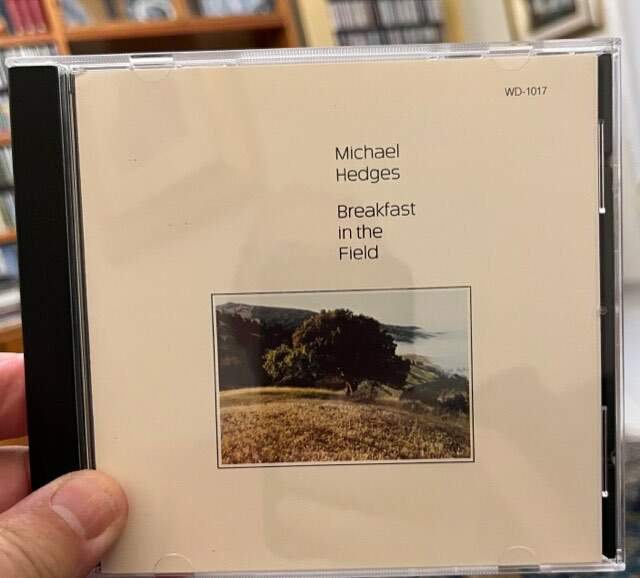 WD-1017
Michael
Hedges
Breakfast
in the
Field